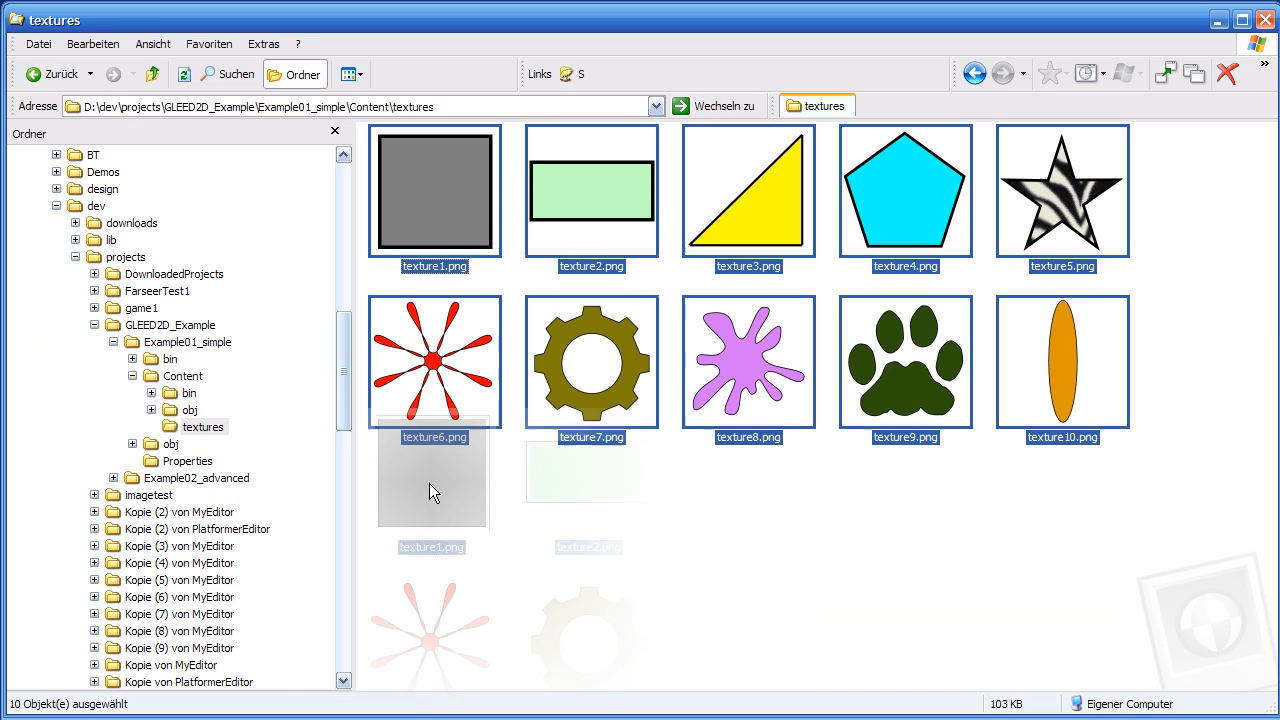 textures
Datei Bearbeiten Ansicht Favoriten Extras ?
Zurück Suchen Ordner Links S
Adresse D:\dev\projects\GLEED2D_Example\Example01_simple\Content\textures Wechseln zu textures
Ordner
BT
Demos
design
dev
downloads
lib
projects
DownloadedProjects
FarseerTest1
game1
GLEED2D_Example
Example01_simple
bin
Content
bin
obj
textures
obj
Properties
Example02_advanced
imagetest
Kopie (2) von MyEditor
Kopie (2) von PlatformerEditor
Kopie (3) von MyEditor
Kopie (4) von MyEditor
Kopie (5) von MyEditor
Kopie (6) von MyEditor
Kopie (7) von MyEditor
Kopie (8) von MyEditor
Kopie (9) von MyEditor
Kopie von MyEditor
Kopie von PlatformerEditor
texture1.png texture2.png texture3.png texture4.png texture5.png
texture6.png texture7.png texture8.png texture9.png texture10.png
texture1.png texture2.png
10 Objekt(e) ausgewählt 103 KB Eigener Computer